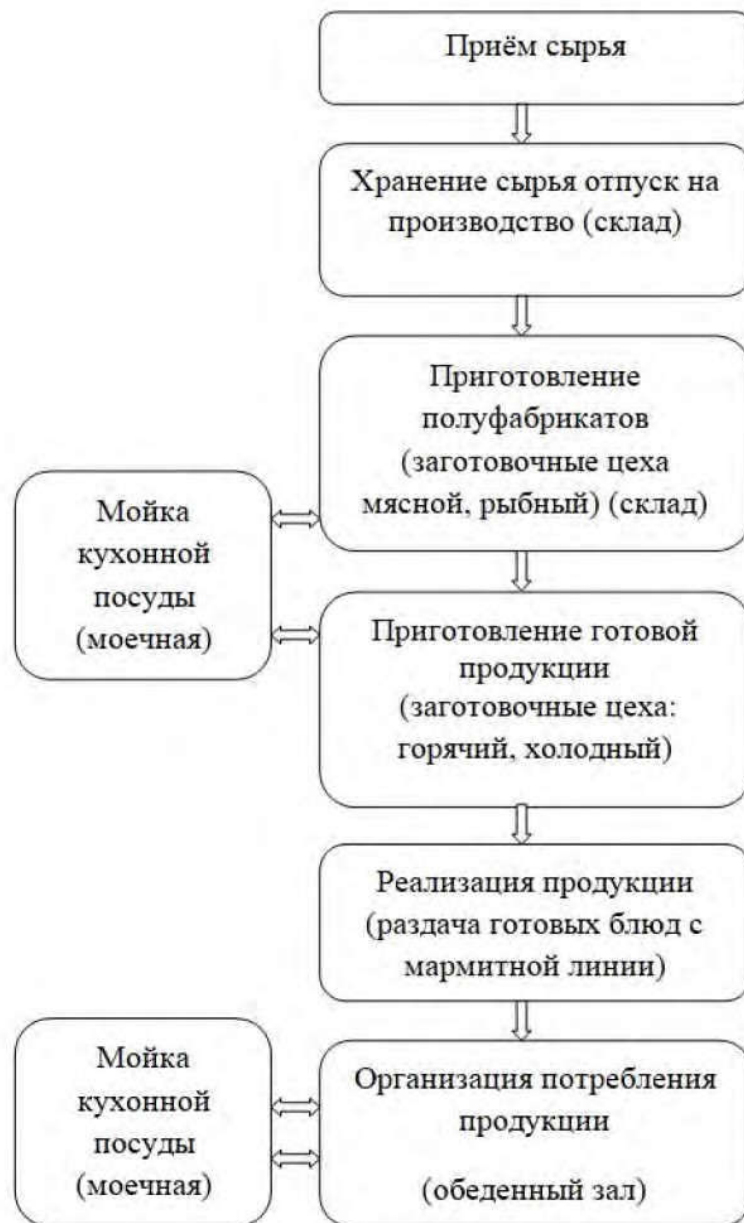 Приём сырья
Хранение сырья отпуск на
производство (склад)
Приготовление
полуфабрикатов
(заготовочные цеха
мясной, рыбный) (склад)
Мойка
кухонной
посуды
(моечная)
Приготовление готовой
продукции
(заготовочные цеха:
горячий, холодный)
Реализация продукции
(раздача готовых блюд с
мармитной линии)
Мойка
кухонной
посуды
(моечная)
Организация потребления
продукции
(обеденный зал)